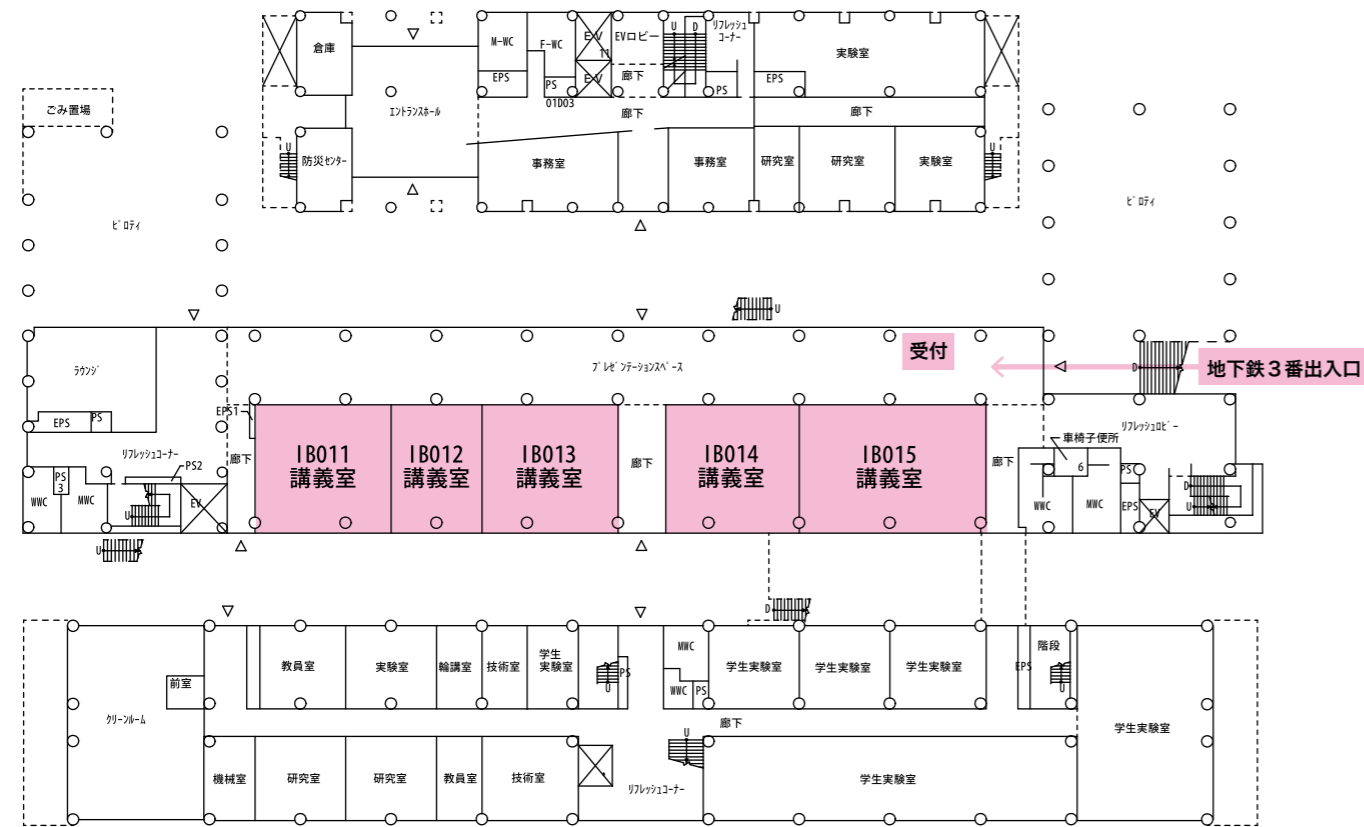 倉庫
M-WC
F-WC
EV
11
EVロビー
U
D
リフレッシュ
コーナー
実験室
EPS
PS
EV
廊下
PS
EPS
01D03
ごみ置場
エントランスホール
廊下
廊下
U
防災センター
事務室
事務室
研究室
研究室
実験室
U
ピロティ
ピロティ
U
ラウンジ
プレゼンテーションスペース
受付
D
地下鉄３番出入口
EPS
PS
EPS1
リフレッシュコーナー
PS2
廊下
IB011
講義室
IB012
講義室
IB013
講義室
廊下
IB014
講義室
IB015
講義室
廊下
車椅子便所
6
リフレッシュロビー
PS
WWC
PS
3
MWC
U
EV
WWC
MWC
EPS
EV
D
U
U
D
教員室
実験室
輪講室
技術室
学生
実験室
U
PS
MWC
WWC
PS
学生実験室
学生実験室
学生実験室
EPS
階段
U
前室
クリーンルーム
廊下
学生実験室
機械室
研究室
研究室
教員室
技術室
リフレッシュコーナー
U
学生実験室